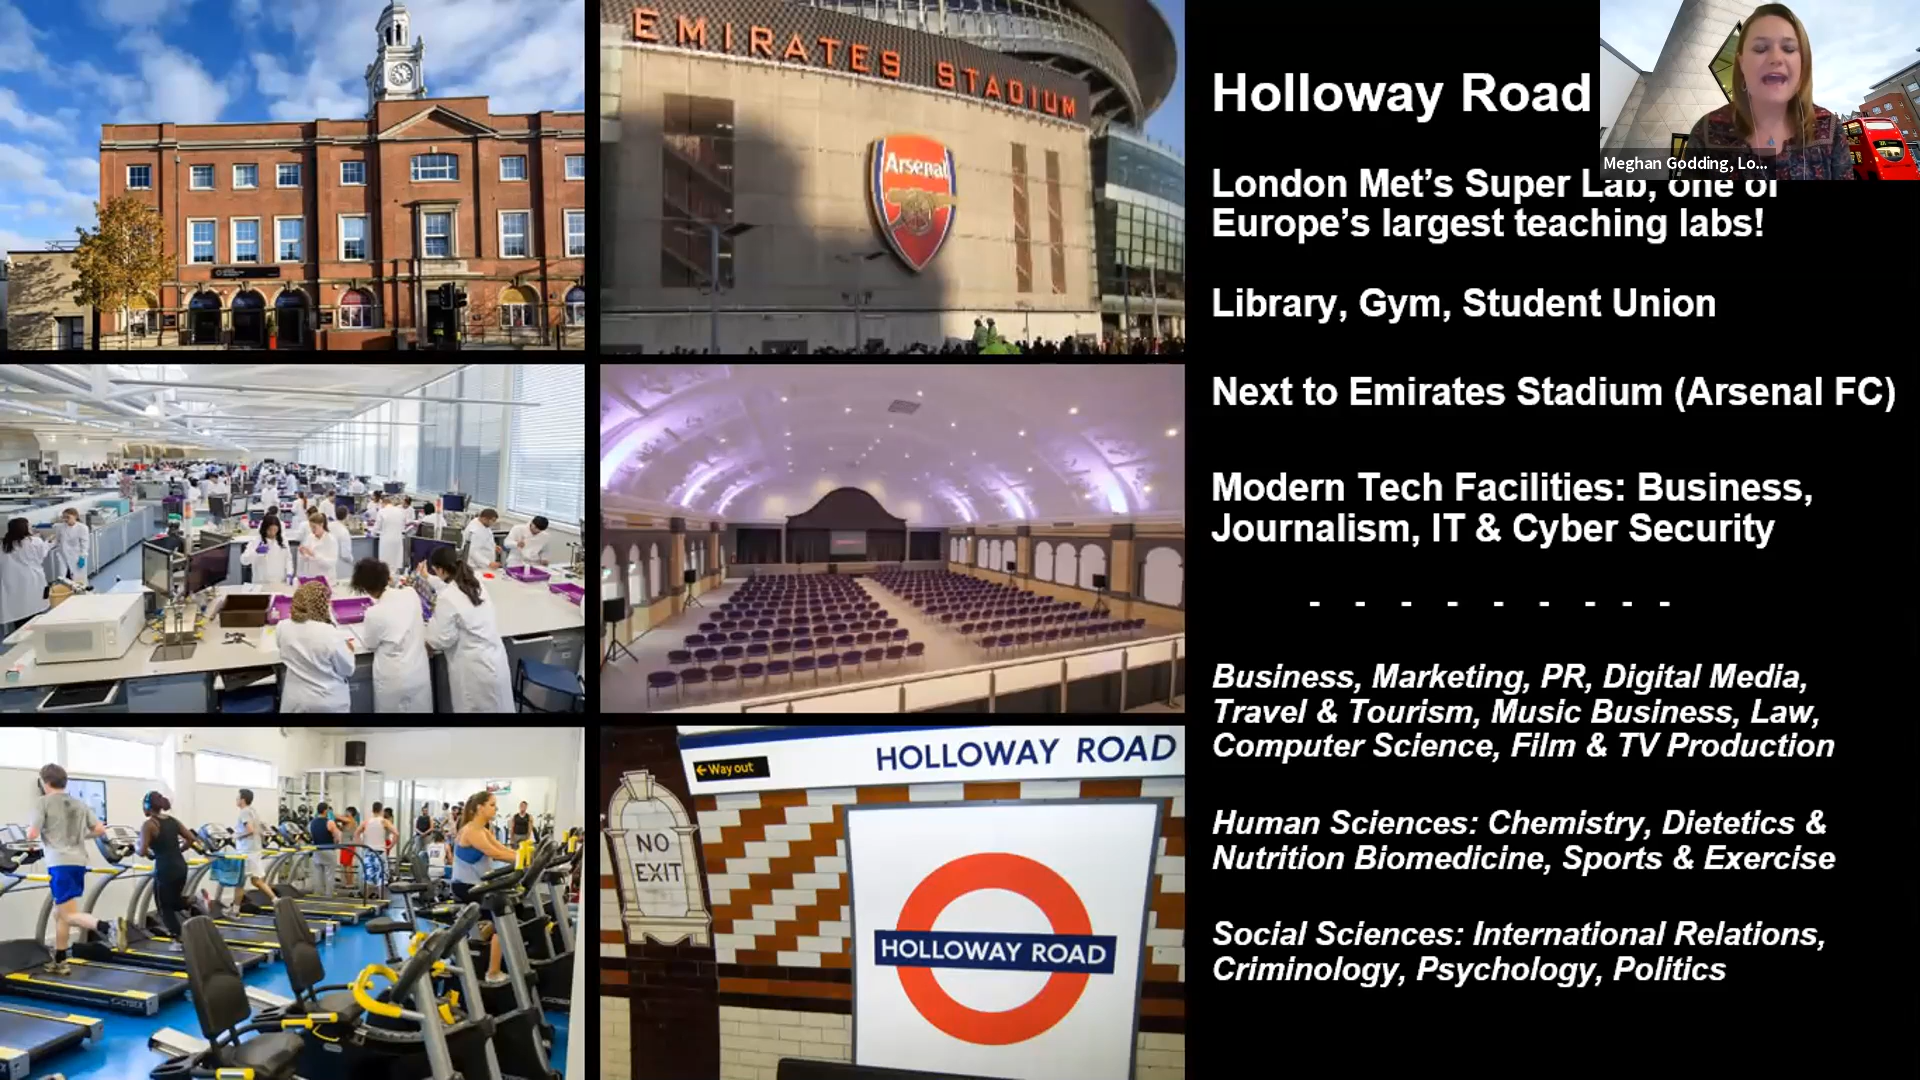 EMIRATES STADIUM
Arsenal
HOLLOWAY ROAD
← Way out
NO
EXIT
HOLLOWAY ROAD
Holloway Road
London Met’s Super Lab, one of
Europe’s largest teaching labs!
Library, Gym, Student Union
Next to Emirates Stadium (Arsenal FC)
Modern Tech Facilities: Business,
Journalism, IT & Cyber Security
- - - - - - - - -
Business, Marketing, PR, Digital Media,
Travel & Tourism, Music Business, Law,
Computer Science, Film & TV Production
Human Sciences: Chemistry, Dietetics &
Nutrition Biomedicine, Sports & Exercise
Social Sciences: International Relations,
Criminology, Psychology, Politics
Meghan Godding, Lo...